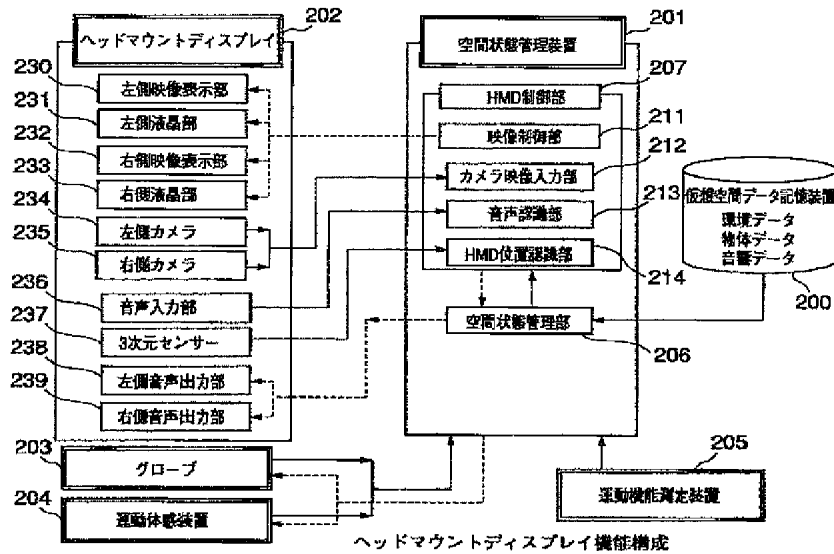 202
ヘッドマウントディスプレイ
230
左側映像表示部
231
左側液晶部
232
右側映像表示部
233
右側液晶部
234
左側カメラ
235
右側カメラ
236
音声入力部
237
3次元センサー
238
左側音声出力部
239
右側音声出力部
203
グローブ
204
運動体感装置
201
空間状態管理装置
207
HMD制御部
211
映像制御部
212
カメラ映像入力部
213
音声認識部
HMD位置認識部
214
空間状態管理部
206
仮想空間データ記憶装置
環境データ
物体データ
音響データ
200
205
運動機能測定装置
ヘッドマウントディスプレイ機能構成